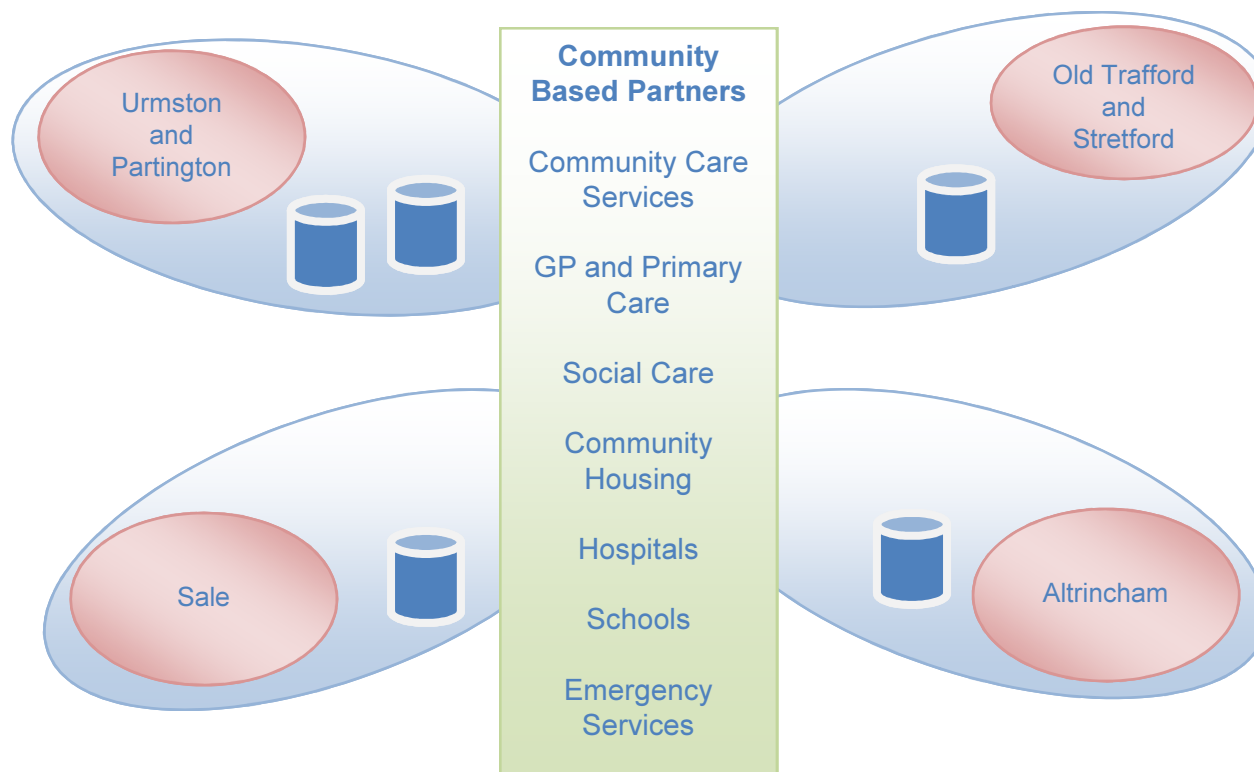 Urmston
and
Partington
Community
Based Partners
Community Care
Services
GP and Primary
Care
Social Care
Community
Housing
Hospitals
Schools
Emergency
Services
Old Trafford
and
Stretford
Sale
Altrincham